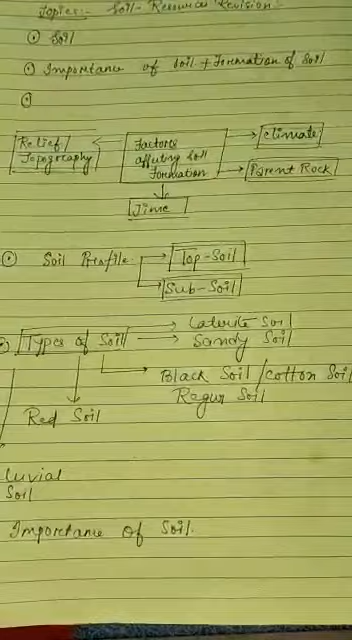 Topics:- Soil- Resources Revision.
Soil
Importance of soil + Formation of Soil
Relief/ Topography
Factors affecting Soil Formation
Climate
Parent Rock
Time
Soil Profile
Top-Soil
Sub-Soil
Types of Soil
Laterite Soil
Sandy Soil
Black Soil / Cotton Soil
Regur Soil
Red Soil
luvial
Soil
Importance of Soil.